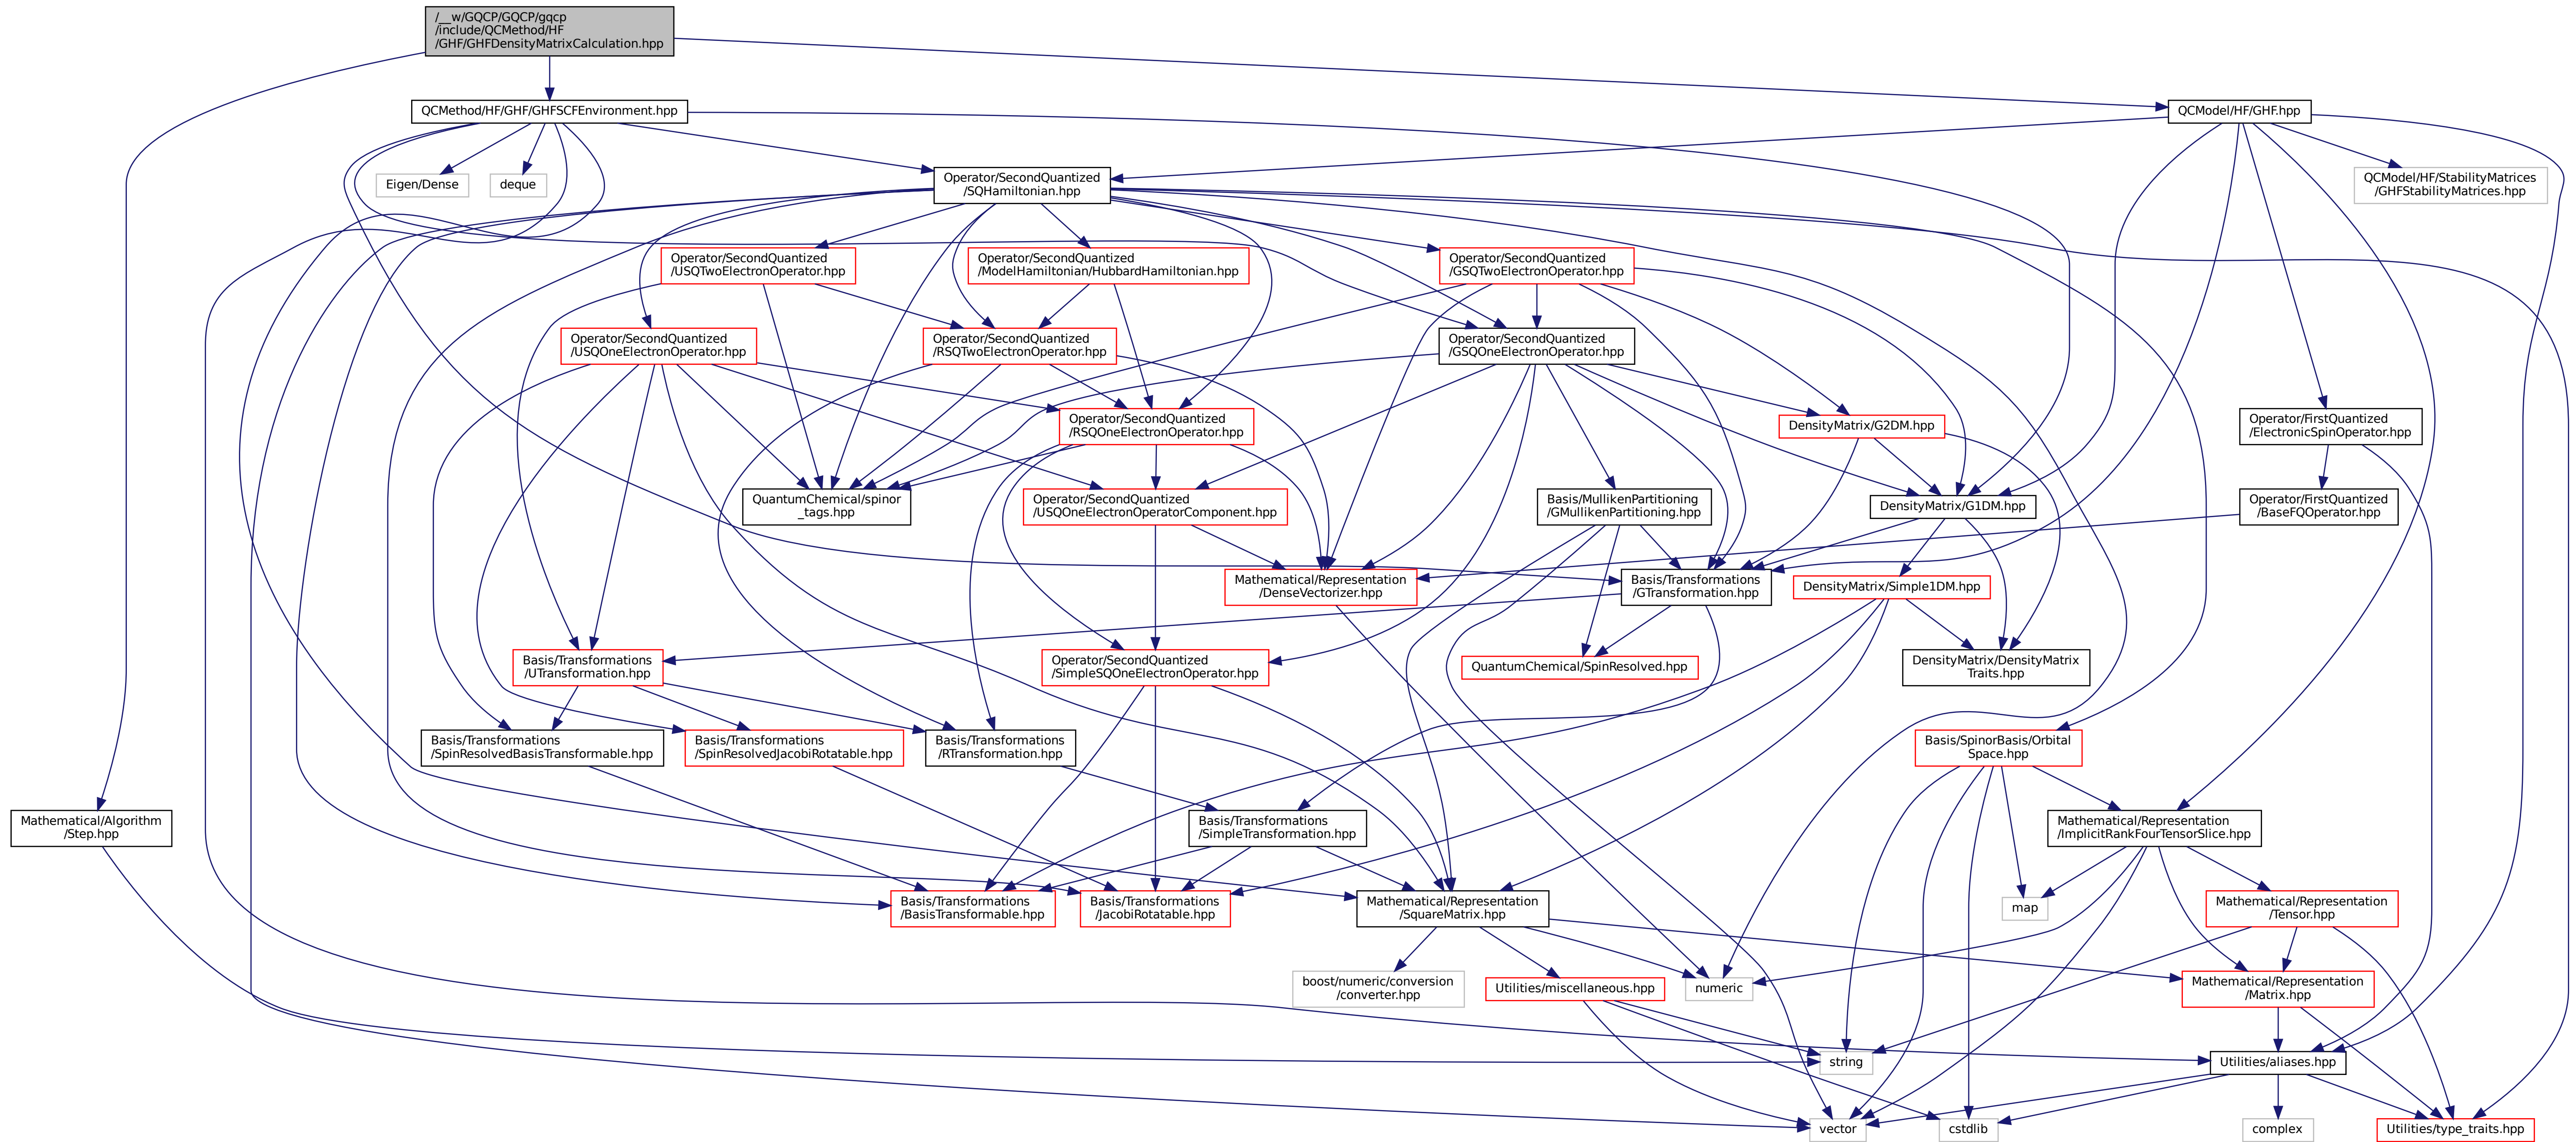 /__w/GQCP/GQCP/gqcp
/include/QCMethod/HF
/GHF/GHFDensityMatrixCalculation.hpp
QCMethod/HF/GHF/GHFSCFEnvironment.hpp
QCModel/HF/GHF.hpp
Eigen/Dense
deque
Operator/SecondQuantized
/SQHamiltonian.hpp
QCModel/HF/StabilityMatrices
/GHFStabilityMatrices.hpp
Operator/SecondQuantized
/USQTwoElectronOperator.hpp
Operator/SecondQuantized
/ModelHamiltonian/HubbardHamiltonian.hpp
Operator/SecondQuantized
/GSQTwoElectronOperator.hpp
Operator/SecondQuantized
/USQOneElectronOperator.hpp
Operator/SecondQuantized
/RSQTwoElectronOperator.hpp
Operator/SecondQuantized
/GSQOneElectronOperator.hpp
Operator/SecondQuantized
/RSQOneElectronOperator.hpp
DensityMatrix/G2DM.hpp
Operator/FirstQuantized
/ElectronicSpinOperator.hpp
QuantumChemical/spinor
_tags.hpp
Operator/SecondQuantized
/USQOneElectronOperatorComponent.hpp
Basis/MullikenPartitioning
/GMullikenPartitioning.hpp
DensityMatrix/G1DM.hpp
Operator/FirstQuantized
/BaseFQOperator.hpp
Mathematical/Representation
/DenseVectorizer.hpp
Basis/Transformations
/GTransformation.hpp
DensityMatrix/Simple1DM.hpp
Basis/Transformations
/UTransformation.hpp
Operator/SecondQuantized
/SimpleSQOneElectronOperator.hpp
QuantumChemical/SpinResolved.hpp
DensityMatrix/DensityMatrix
Traits.hpp
Basis/Transformations
/SpinResolvedBasisTransformable.hpp
Basis/Transformations
/SpinResolvedJacobiRotatable.hpp
Basis/Transformations
/RTransformation.hpp
Basis/SpinorBasis/Orbital
Space.hpp
Mathematical/Algorithm
/Step.hpp
Basis/Transformations
/SimpleTransformation.hpp
Mathematical/Representation
/ImplicitRankFourTensorSlice.hpp
Basis/Transformations
/BasisTransformable.hpp
Basis/Transformations
/JacobiRotatable.hpp
Mathematical/Representation
/SquareMatrix.hpp
map
Mathematical/Representation
/Tensor.hpp
boost/numeric/conversion
/converter.hpp
Utilities/miscellaneous.hpp
numeric
Mathematical/Representation
/Matrix.hpp
string
Utilities/aliases.hpp
vector
cstdlib
complex
Utilities/type_traits.hpp